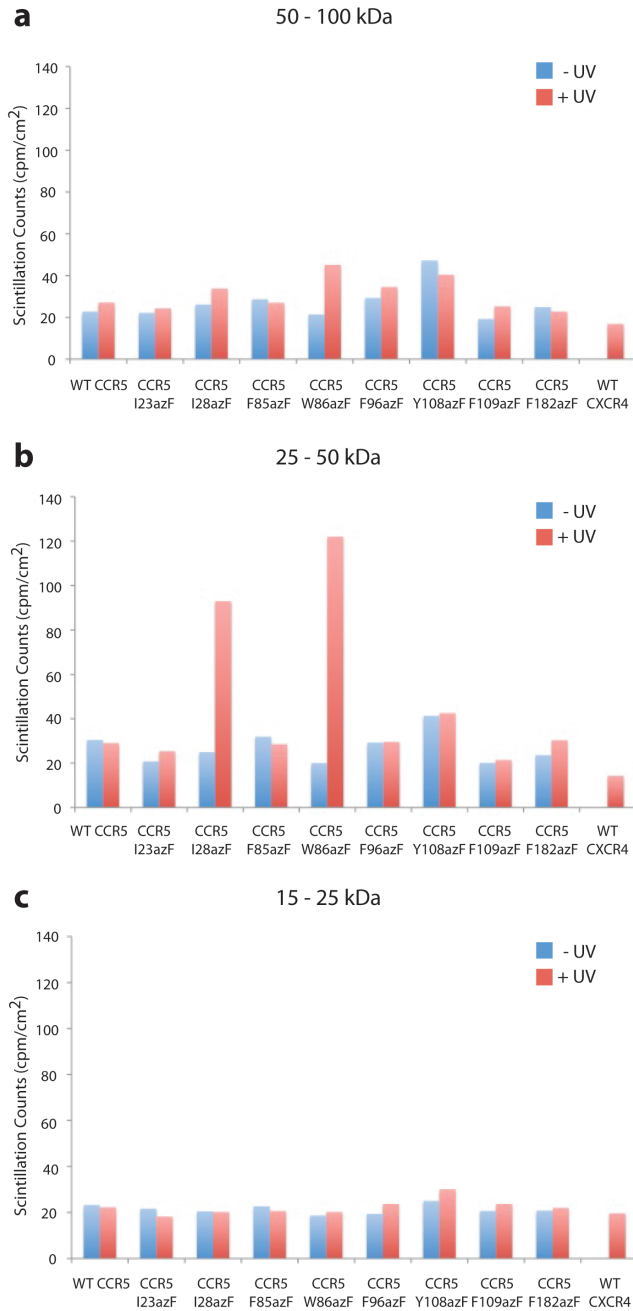 a
50 - 100 kDa
- UV
+ UV
Scintillation Counts (cpm/cm²)
140
120
100
80
60
40
20
0
WT CCR5 CCR5 CCR5 CCR5 CCR5 CCR5 CCR5 CCR5 CCR5 WT
I23azF I28azF F85azF W86azF F96azF Y108azF F109azF F182azF CXCR4
b
25 - 50 kDa
- UV
+ UV
Scintillation Counts (cpm/cm²)
140
120
100
80
60
40
20
0
WT CCR5 CCR5 CCR5 CCR5 CCR5 CCR5 CCR5 CCR5 CCR5 WT
I23azF I28azF F85azF W86azF F96azF Y108azF F109azF F182azF CXCR4
c
15 - 25 kDa
- UV
+ UV
Scintillation Counts (cpm/cm²)
140
120
100
80
60
40
20
0
WT CCR5 CCR5 CCR5 CCR5 CCR5 CCR5 CCR5 CCR5 CCR5 WT
I23azF I28azF F85azF W86azF F96azF Y108azF F109azF F182azF CXCR4